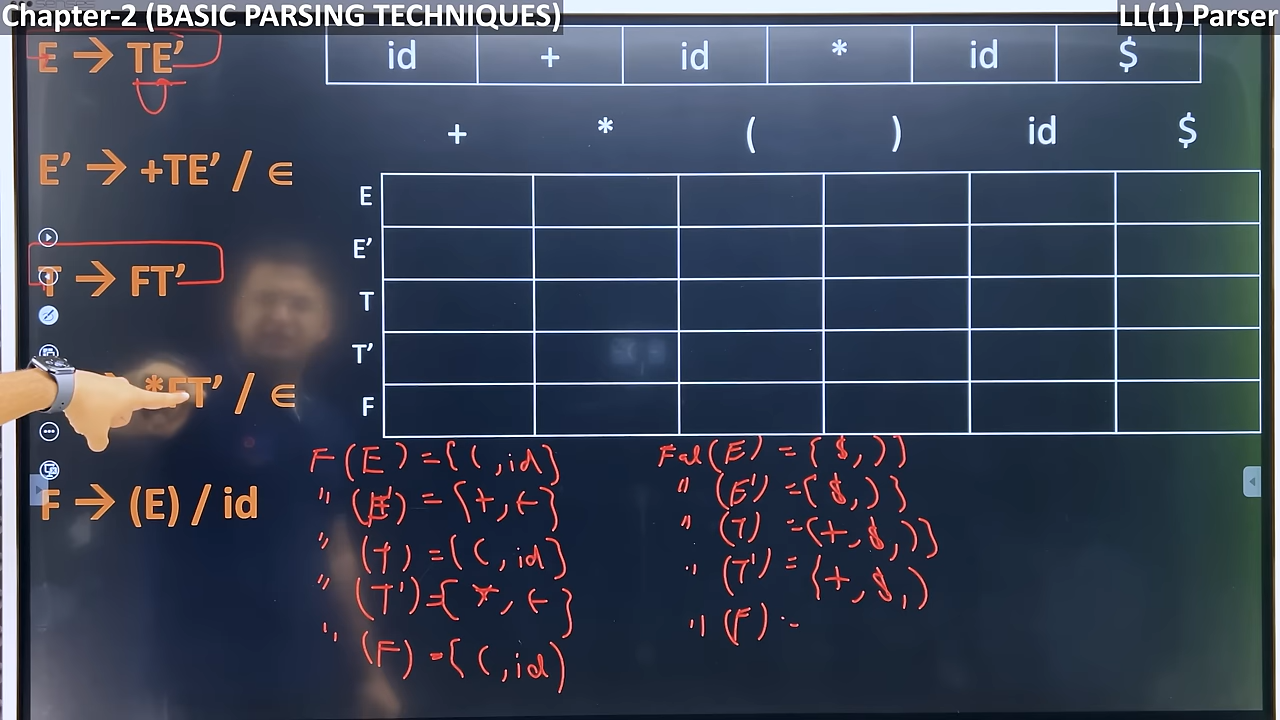 Chapter-2 (BASIC PARSING TECHNIQUES)
LL(1) Parser
E → TE’
E’ → +TE’ / ∈
T → FT’
*FT’ / ∈
F → (E) / id
id + id * id $
+ * ( ) id $
E
E’
T
T’
F
F(E) = { (, id }
" (E') = { +, ϵ }
" (T) = { (, id }
" (T') = { *, ϵ }
" (F) = { (, id )
Fol(E) = { $, ) }
" (E') = { $, ) }
" (T) = { +, $, ) }
" (T') = { +, $, )
" (F) =